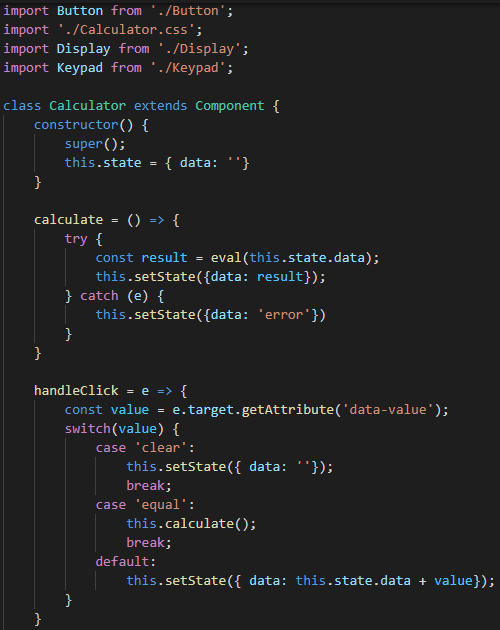 import Button from './Button';
import './Calculator.css';
import Display from './Display';
import Keypad from './Keypad';

class Calculator extends Component {
    constructor() {
        super();
        this.state = { data: ''}
    }

    calculate = () => {
        try {
            const result = eval(this.state.data);
            this.setState({data: result});
        } catch (e) {
            this.setState({data: 'error'})
        }
    }

    handleClick = e => {
        const value = e.target.getAttribute('data-value');
        switch(value) {
            case 'clear':
                this.setState({ data: ''});
                break;
            case 'equal':
                this.calculate();
                break;
            default:
                this.setState({ data: this.state.data + value});
        }
    }